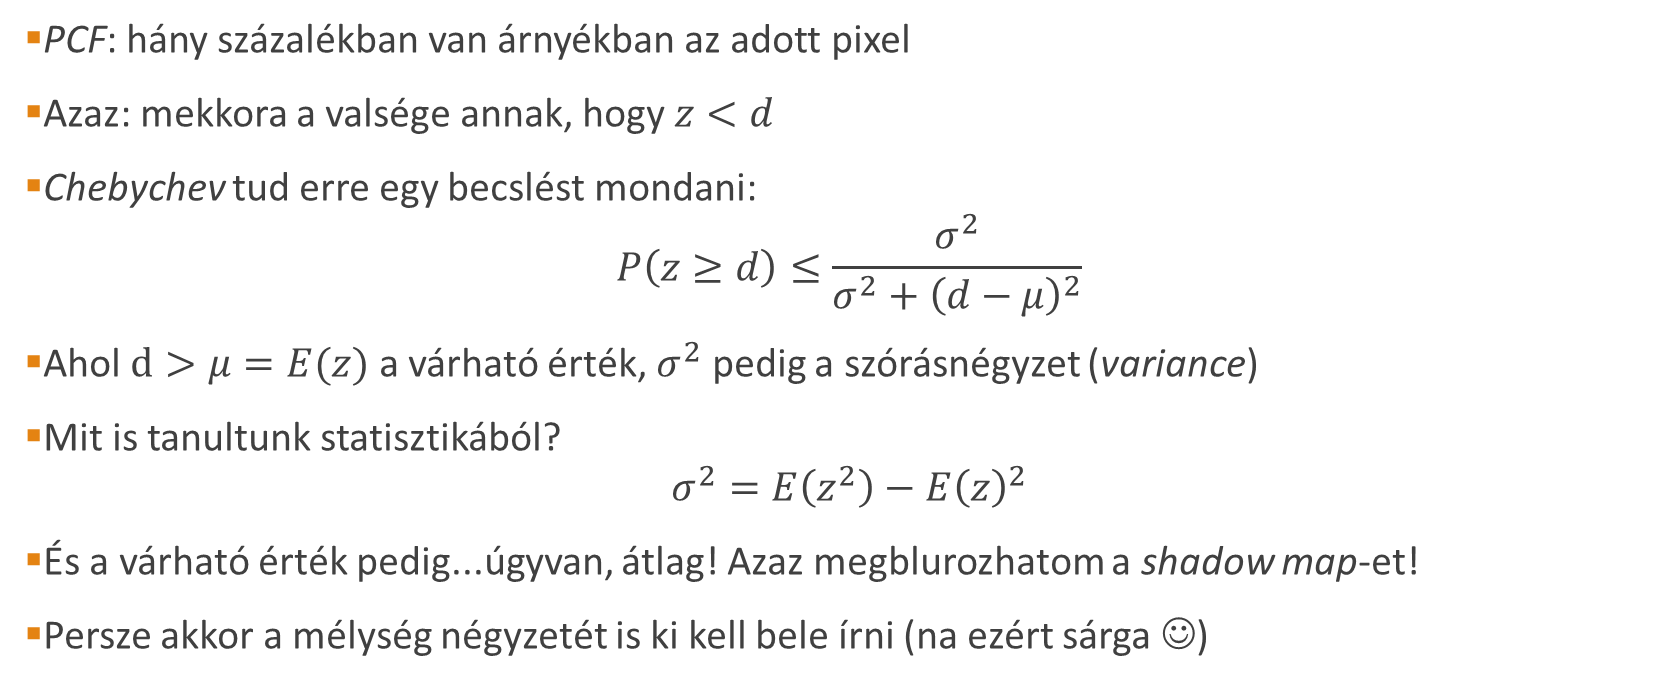 ▪PCF: hány százalékban van árnyékban az adott pixel
▪Azaz: mekkora a valsége annak, hogy z < d
▪Chebychev tud erre egy becslést mondani:
P(z ≥ d) ≤ σ² / (σ² + (d − μ)²)
▪Ahol d > μ = E(z) a várható érték, σ² pedig a szórásnégyzet (variance)
▪Mit is tanultunk statisztikából?
σ² = E(z²) − E(z)²
▪És a várható érték pedig...úgyvan, átlag! Azaz megblurozhatom a shadow map-et!
▪Persze akkor a mélység négyzetét is ki kell bele írni (na ezért sárga ☺)